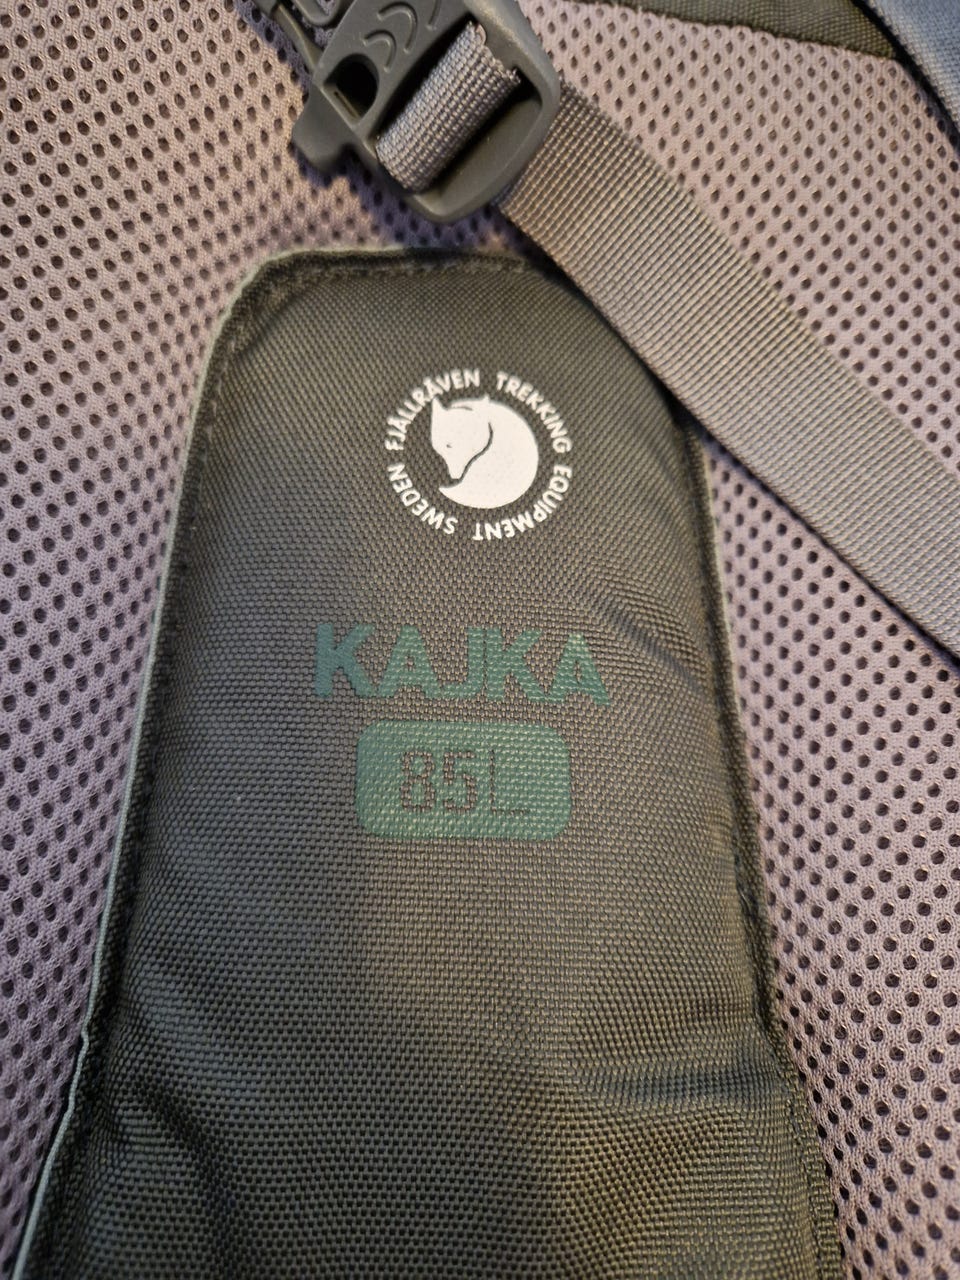 FJÄLLRÄVEN TREKKING EQUIPMENT SWEDEN
KAJKA
85L